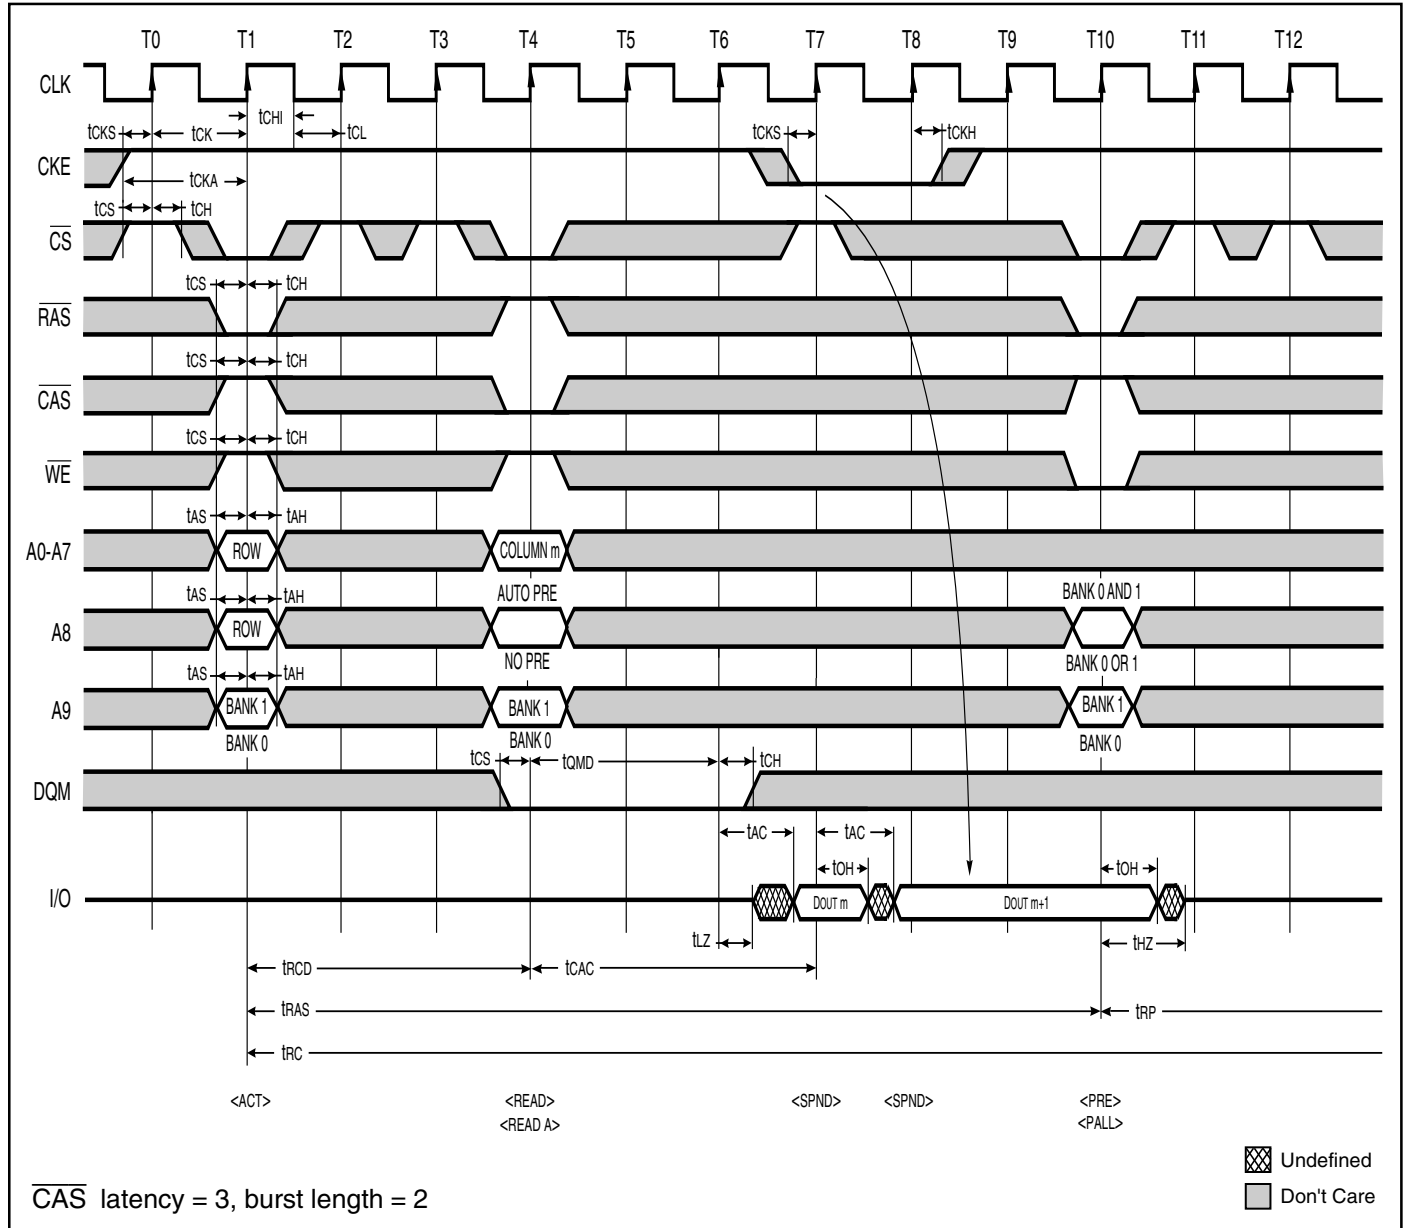 T0 T1 T2 T3 T4 T5 T6 T7 T8 T9 T10 T11 T12
CLK
tCHI
tCKS tCK tCL tCKS tCKH
CKE
tCKA
tCS tCH
CS
tCS tCH
RAS
tCS tCH
CAS
tCS tCH
WE
tAS tAH
A0-A7 ROW COLUMN m
tAS tAH AUTO PRE BANK 0 AND 1
A8 ROW
NO PRE BANK 0 OR 1
tAS tAH
A9 BANK 1 BANK 1 BANK 1
BANK 0 BANK 0 BANK 0
tCS tQMD tCH
DQM
tAC tAC
tOH tOH
I/O DOUT m DOUT m+1
tLZ tHZ
tRCD tCAC
tRAS tRP
tRC
<ACT> <READ> <SPND> <SPND> <PRE>
<READ A> <PALL>
Undefined
Don't Care
CAS latency = 3, burst length = 2